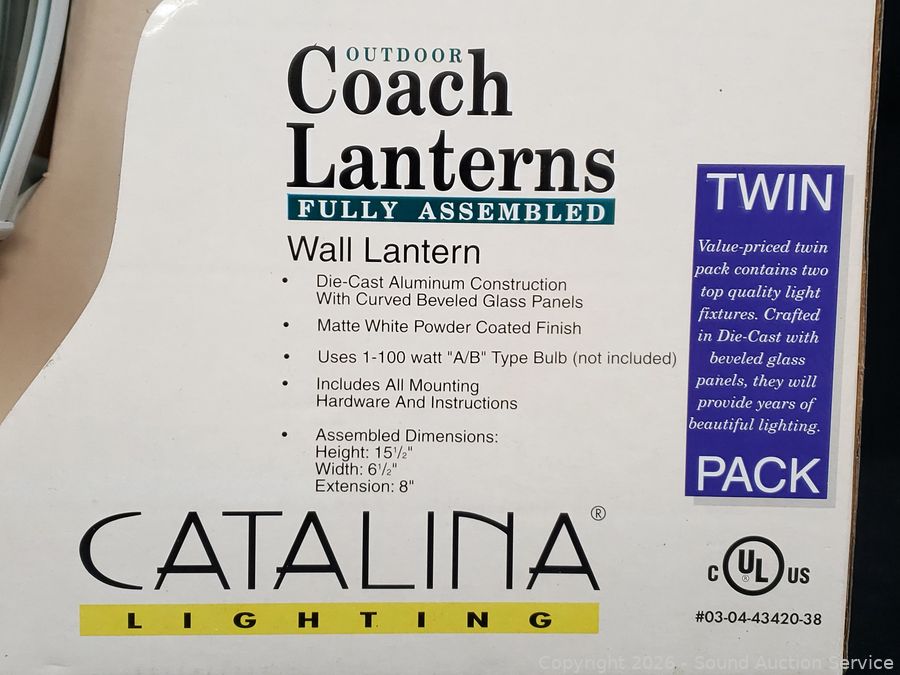 OUTDOOR
Coach
Lanterns
FULLY ASSEMBLED
Wall Lantern
• Die-Cast Aluminum Construction
With Curved Beveled Glass Panels
• Matte White Powder Coated Finish
• Uses 1-100 watt "A/B" Type Bulb (not included)
• Includes All Mounting
Hardware And Instructions
• Assembled Dimensions:
Height: 15 1/2"
Width: 6 1/2"
Extension: 8"
TWIN
Value-priced twin
pack contains two
top quality light
fixtures. Crafted
in Die-Cast with
beveled glass
panels, they will
provide years of
beautiful lighting.
PACK
CATALINA®
LIGHTING
C UL® US
#03-04-43420-38
Copyright 2026 - Sound Auction Service